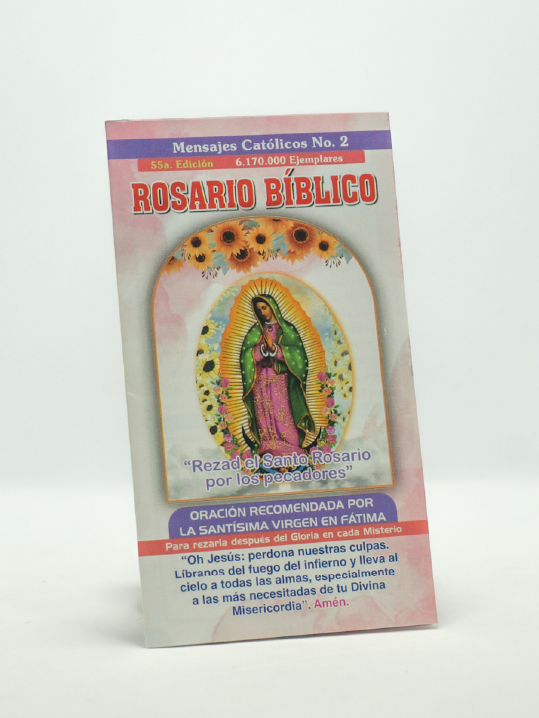 Mensajes Católicos No. 2
55a. Edición 6.170.000 Ejemplares
ROSARIO BÍBLICO
“Rezad el Santo Rosario
por los pecadores”
ORACIÓN RECOMENDADA POR
LA SANTÍSIMA VIRGEN EN FÁTIMA
Para rezarla después del Gloria en cada Misterio
“Oh Jesús: perdona nuestras culpas.
Líbranos del fuego del infierno y lleva al
cielo a todas las almas, especialmente
a las más necesitadas de tu Divina
Misericordia”. Amén.